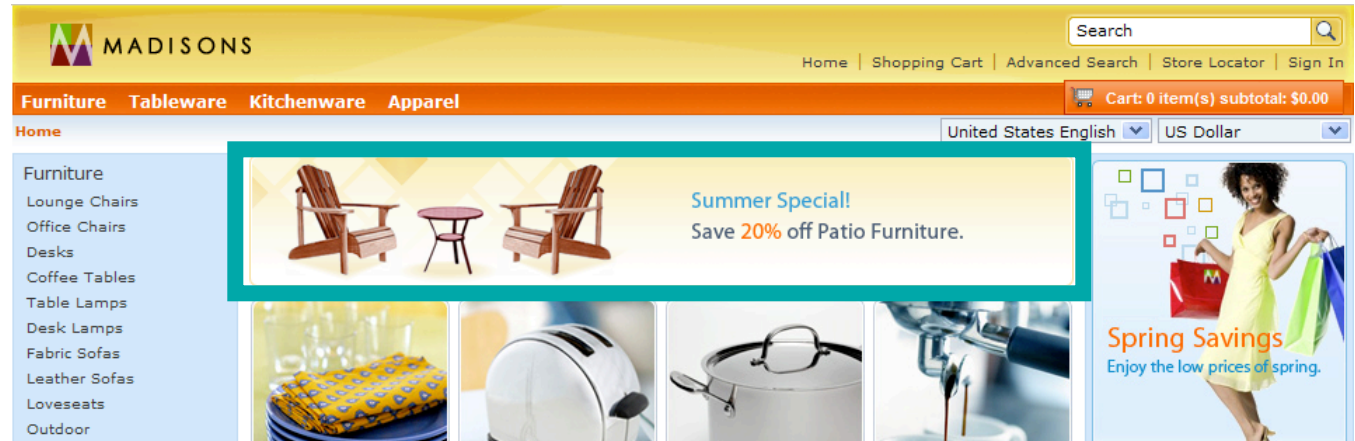 MADISONS
Search
Home | Shopping Cart | Advanced Search | Store Locator | Sign In
Furniture Tableware Kitchenware Apparel
Cart: 0 item(s) subtotal: $0.00
Home
United States English
US Dollar
Furniture
Lounge Chairs
Office Chairs
Desks
Coffee Tables
Table Lamps
Desk Lamps
Fabric Sofas
Leather Sofas
Loveseats
Outdoor
Summer Special!
Save 20% off Patio Furniture.
Spring Savings
Enjoy the low prices of spring.